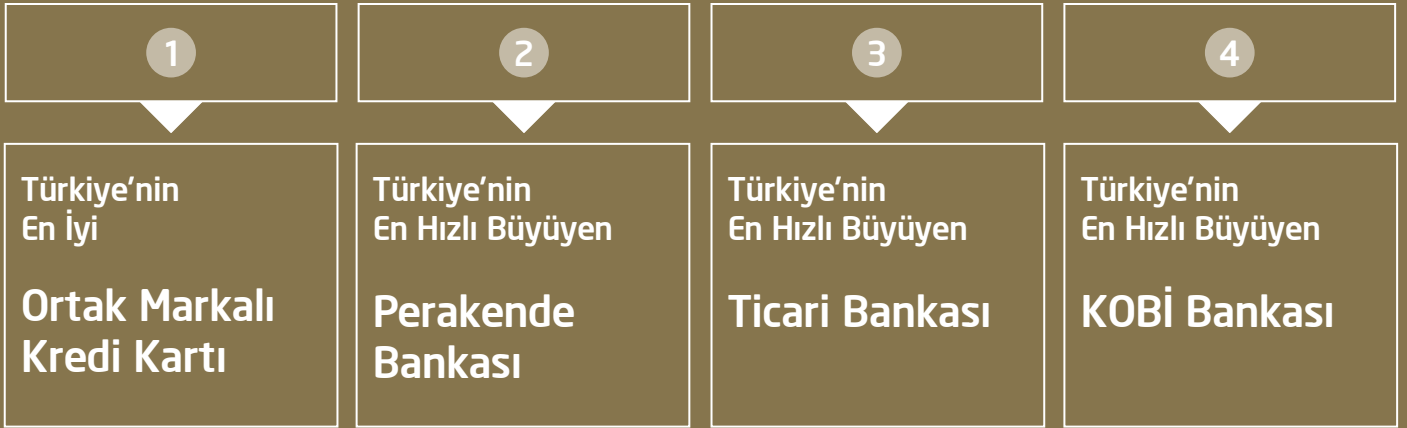 1
Türkiye’nin
En İyi
Ortak Markalı
Kredi Kartı
2
Türkiye’nin
En Hızlı Büyüyen
Perakende
Bankası
3
Türkiye’nin
En Hızlı Büyüyen
Ticari Bankası
4
Türkiye’nin
En Hızlı Büyüyen
KOBİ Bankası